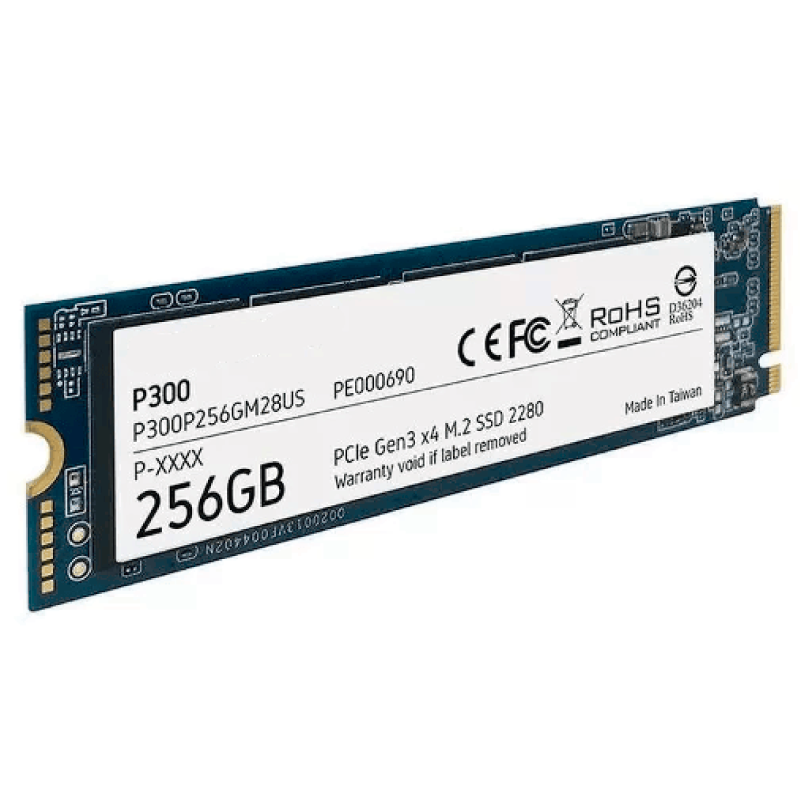 P300
P300P256GM28US
PE000690
P-XXXX
256GB
PCIe Gen3 x4 M.2 SSD 2280
Warranty void if label removed
CE FC
RoHS
COMPLIANT
D36204
RoHS
Made In Taiwan